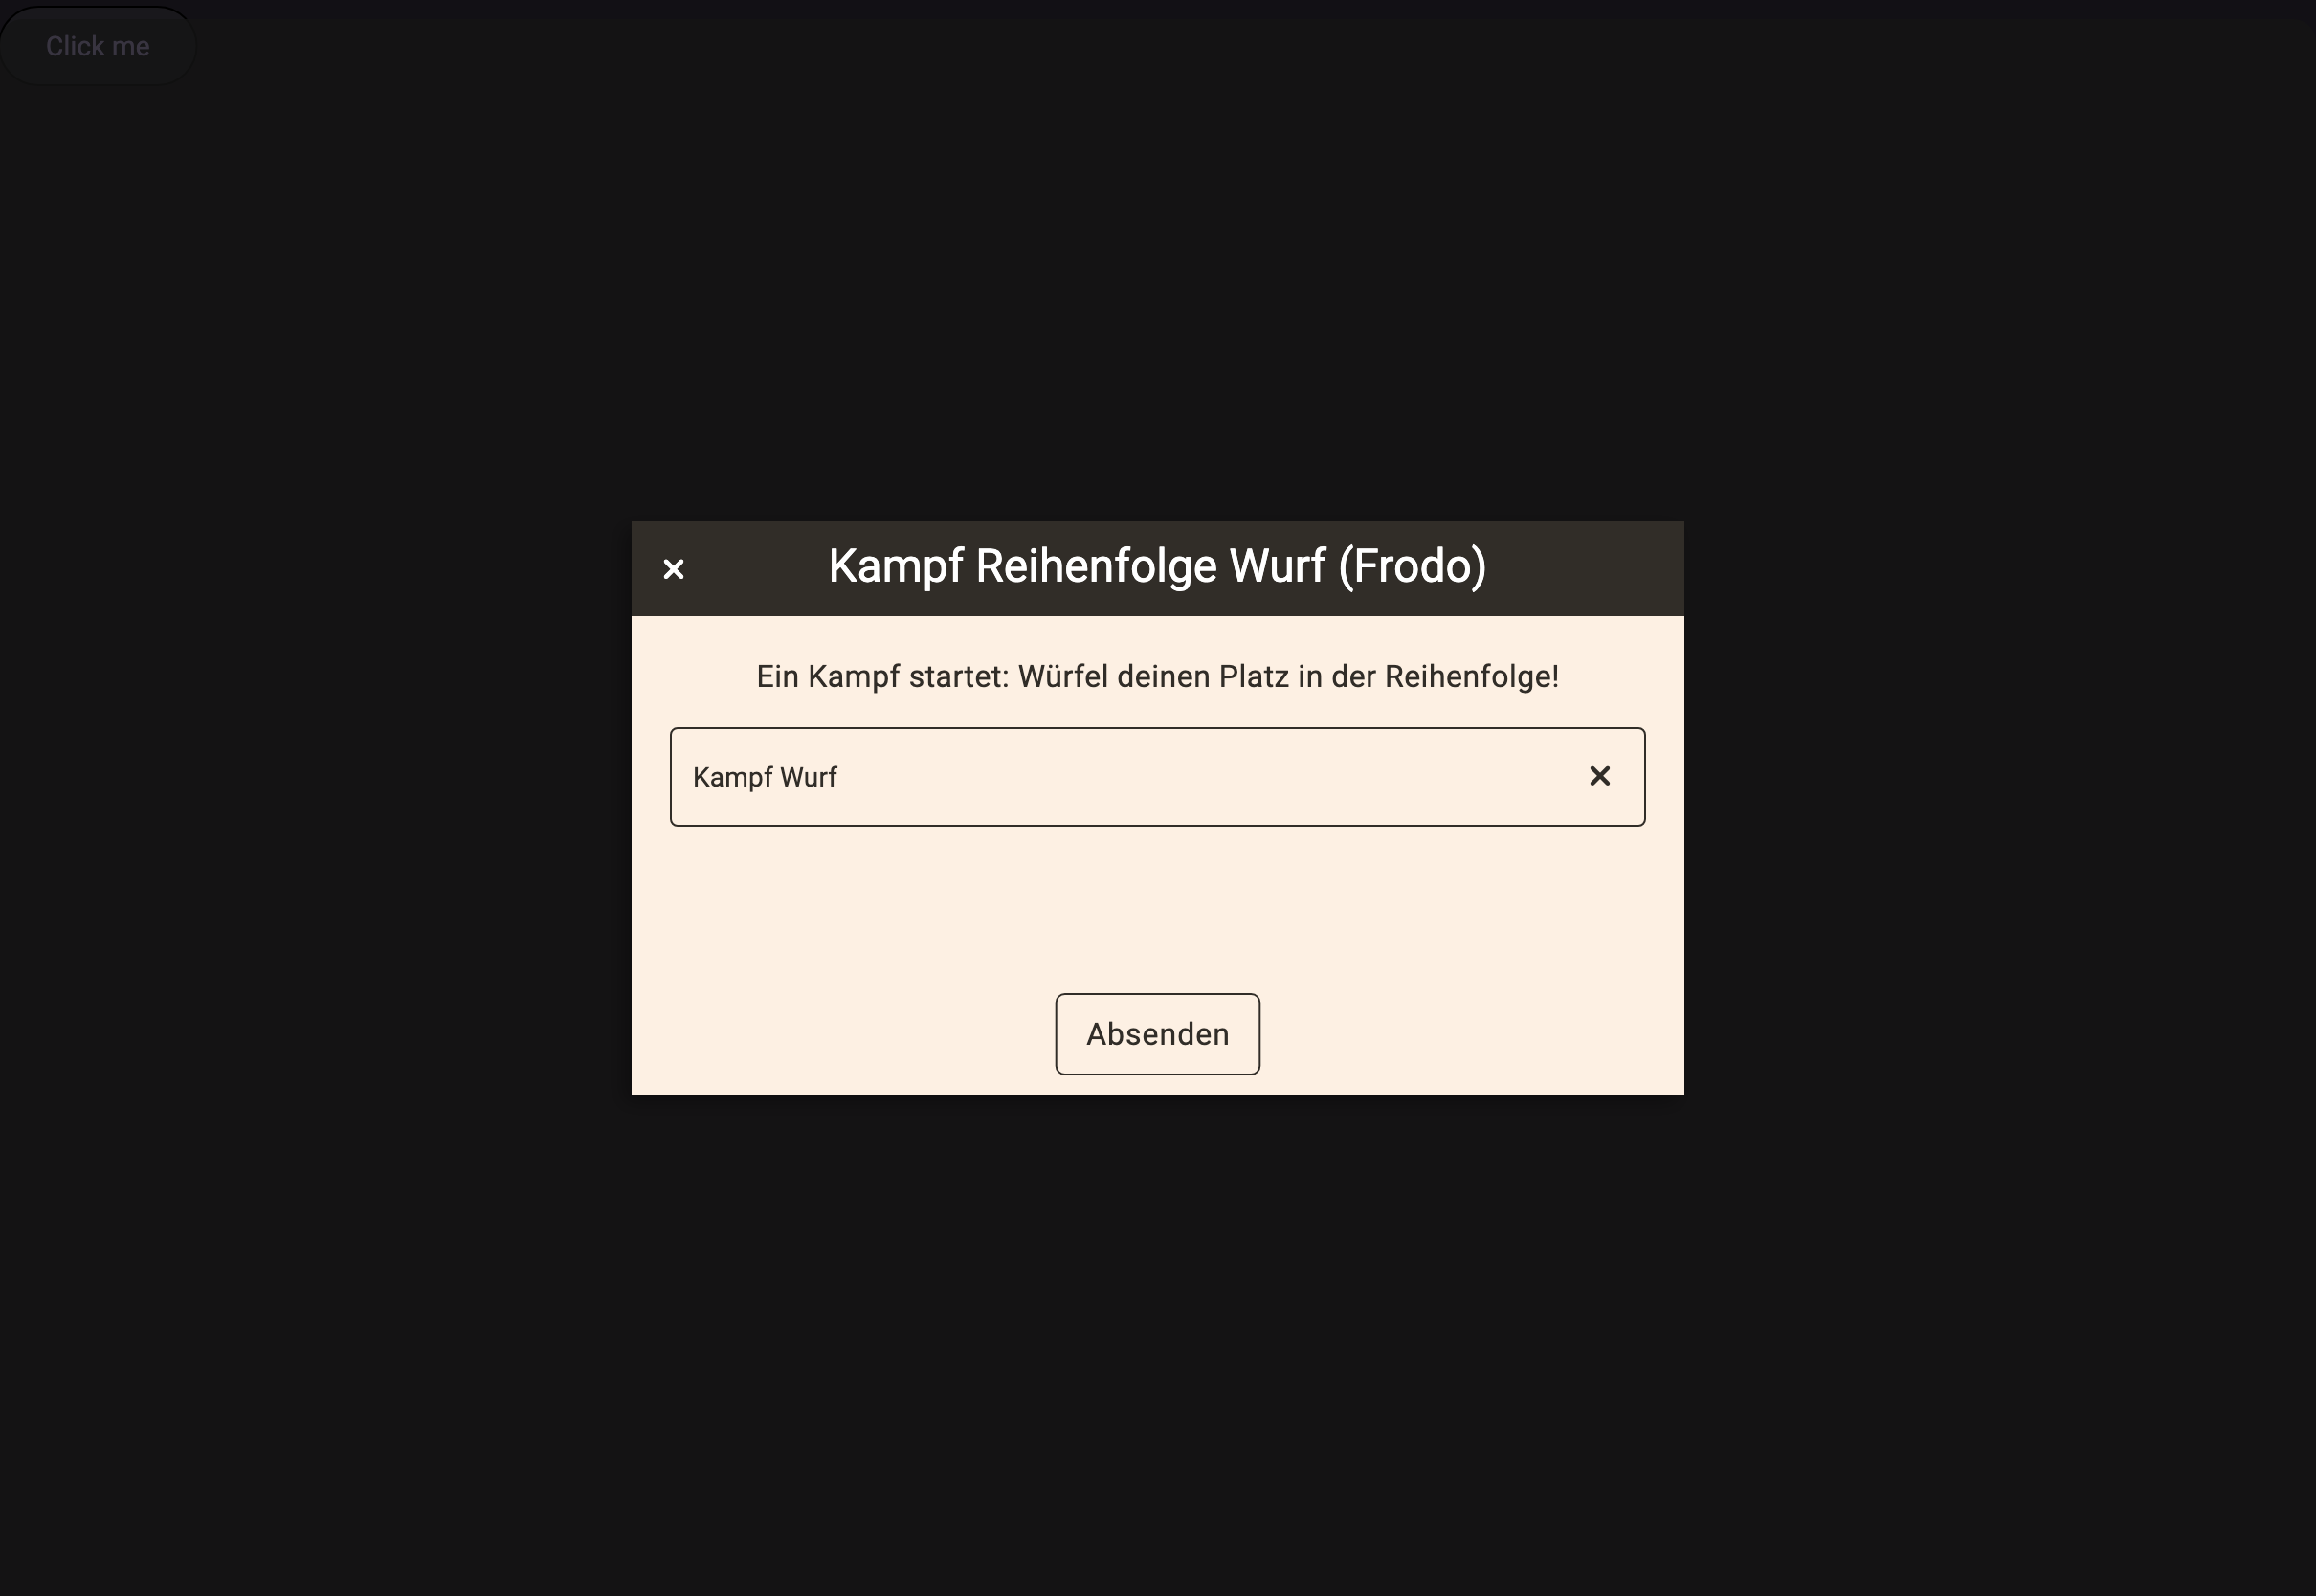 Click me
Kampf Reihenfolge Wurf (Frodo)
Ein Kampf startet: Würfel deinen Platz in der Reihenfolge!
Kampf Wurf
Absenden